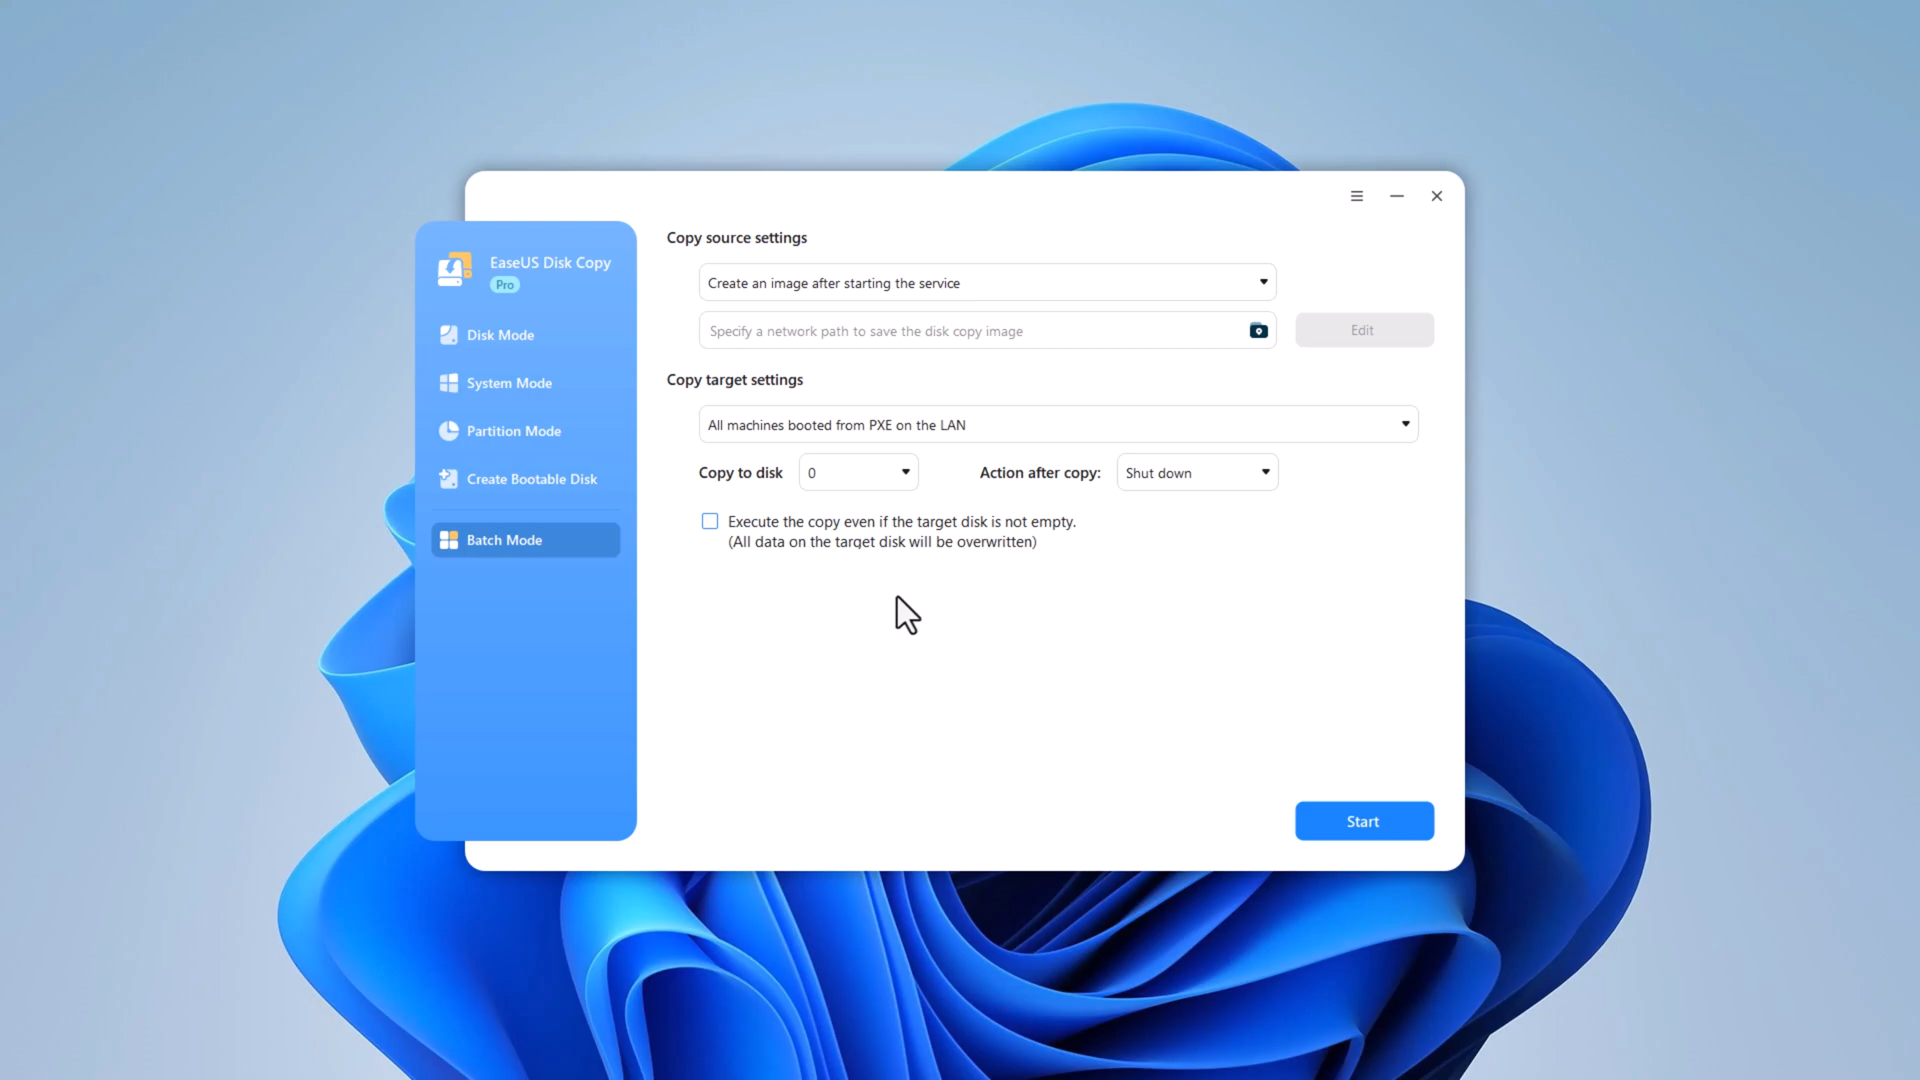 EaseUS Disk Copy
Pro
Disk Mode
System Mode
Partition Mode
Create Bootable Disk
Batch Mode
Copy source settings
Create an image after starting the service
Specify a network path to save the disk copy image
Edit
Copy target settings
All machines booted from PXE on the LAN
Copy to disk 0 Action after copy: Shut down
Execute the copy even if the target disk is not empty.
(All data on the target disk will be overwritten)
Start